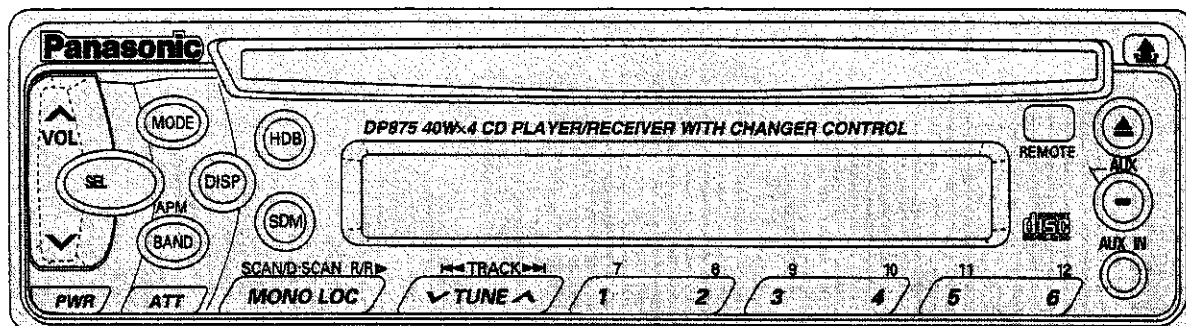 Panasonic
VOL
MODE
HDB
DP875 40W×4 CD PLAYER/RECEIVER WITH CHANGER CONTROL
REMOTE
AUX
SEL
DISP
APM
BAND
SDM
disc
AUX IN
SCAN/D·SCAN R/R
TRACK
7 8 9 10 11 12
PWR
ATT
MONO LOC
TUNE
1 2 3 4 5 6